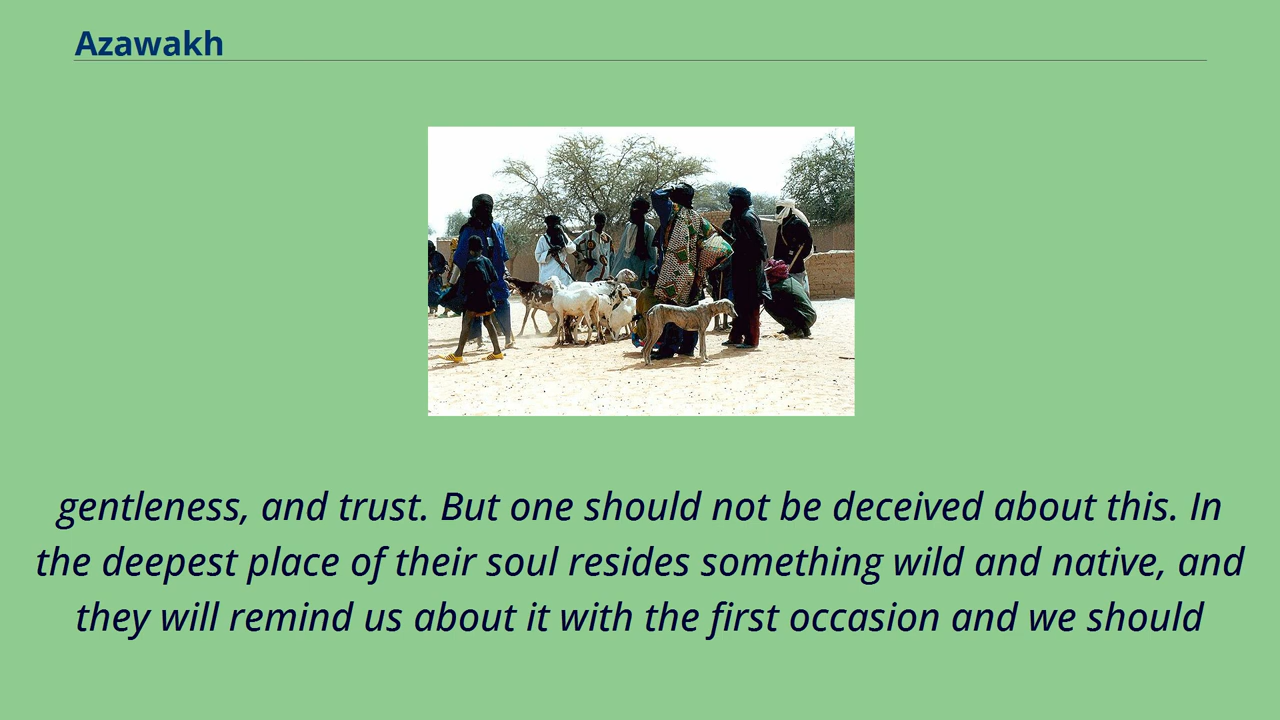 Azawakh
gentleness, and trust. But one should not be deceived about this. In
the deepest place of their soul resides something wild and native, and
they will remind us about it with the first occasion and we should